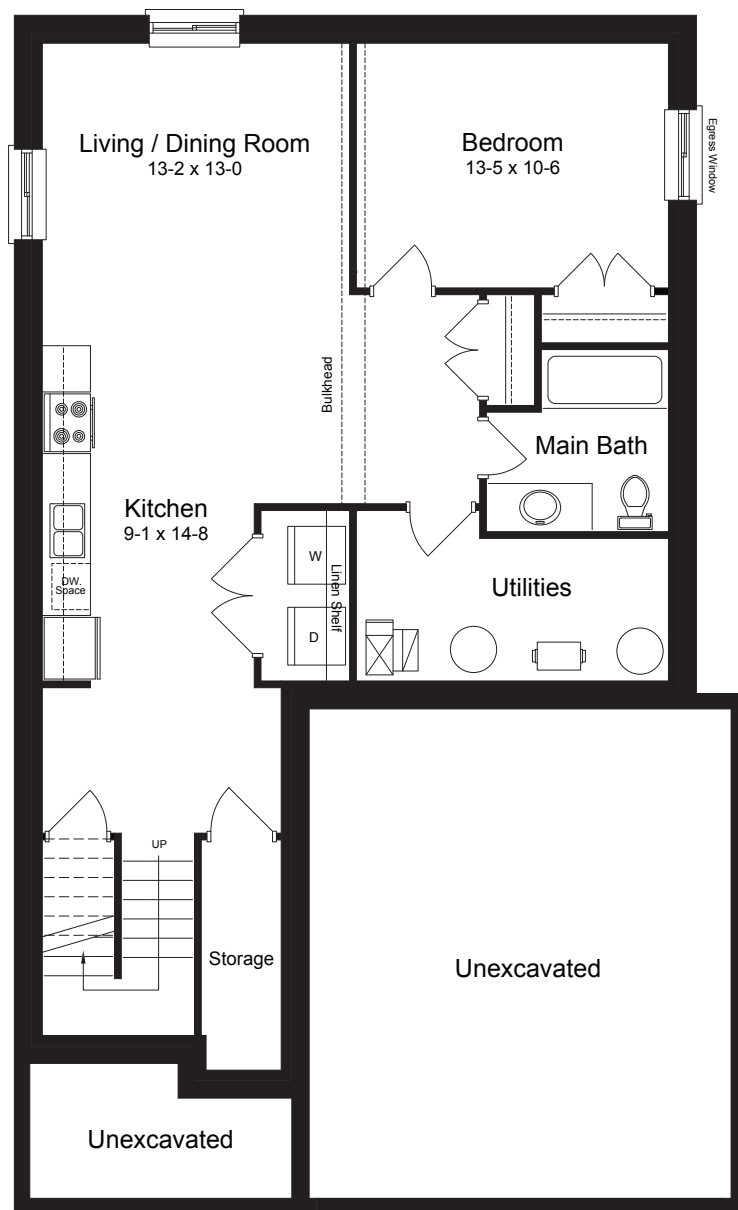 Living / Dining Room
13-2 x 13-0
Bedroom
13-5 x 10-6
Egress Window
Bulkhead
Main Bath
Kitchen
9-1 x 14-8
W
Linen Shelf
D
DW.
Space
Utilities
UP
Storage
Unexcavated
Unexcavated